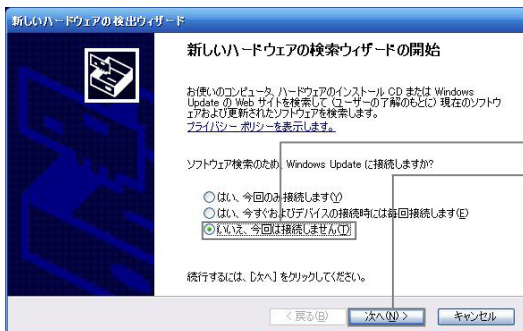 新しいハードウェアの検出ウィザード
新しいハードウェアの検索ウィザードの開始
お使いのコンピュータ、ハードウェアのインストール CD または Windows
Update の Web サイトを検索して (ユーザーの了解のもとに) 現在のソフトウ
ェアおよび更新されたソフトウェアを検索します。
プライバシー ポリシーを表示します。
ソフトウェア検索のため、Windows Update に接続しますか?
はい、今回のみ接続します(Y)
はい、今すぐおよびデバイスの接続時には毎回接続します(E)
いいえ、今回は接続しません(T)
続行するには、[次へ] をクリックしてください。
< 戻る(B)
次へ(N) >
キャンセル